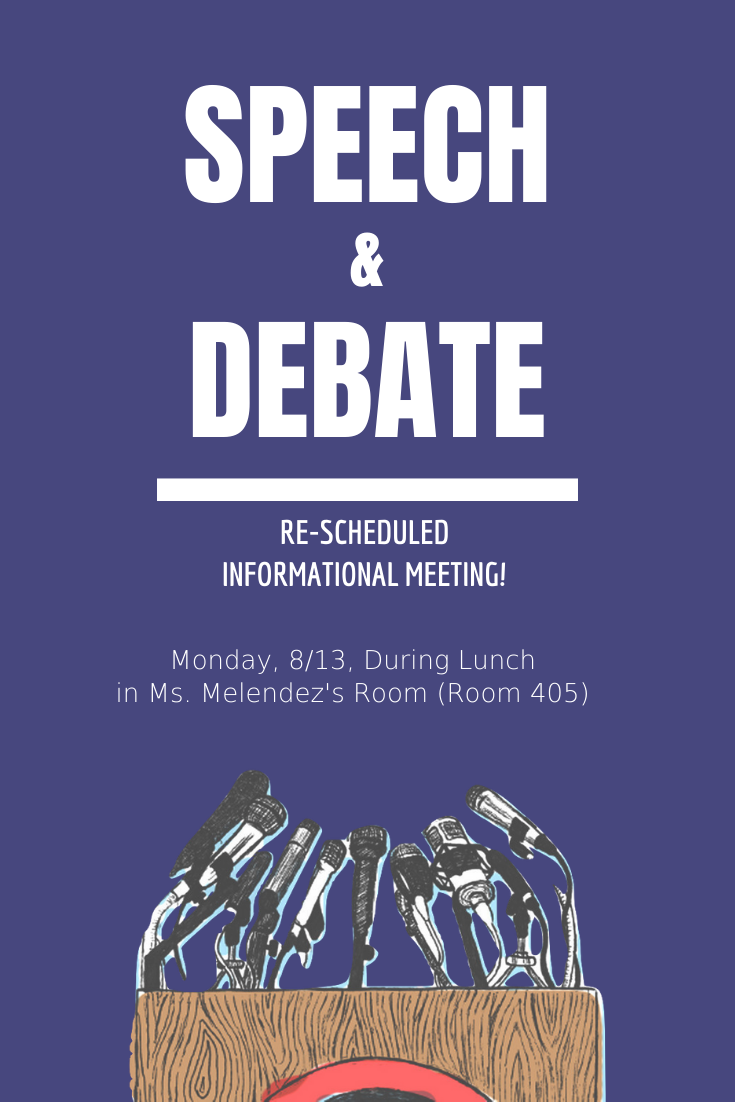 SPEECH
&
DEBATE
RE-SCHEDULED
INFORMATIONAL MEETING!
Monday, 8/13, During Lunch
in Ms. Melendez's Room (Room 405)